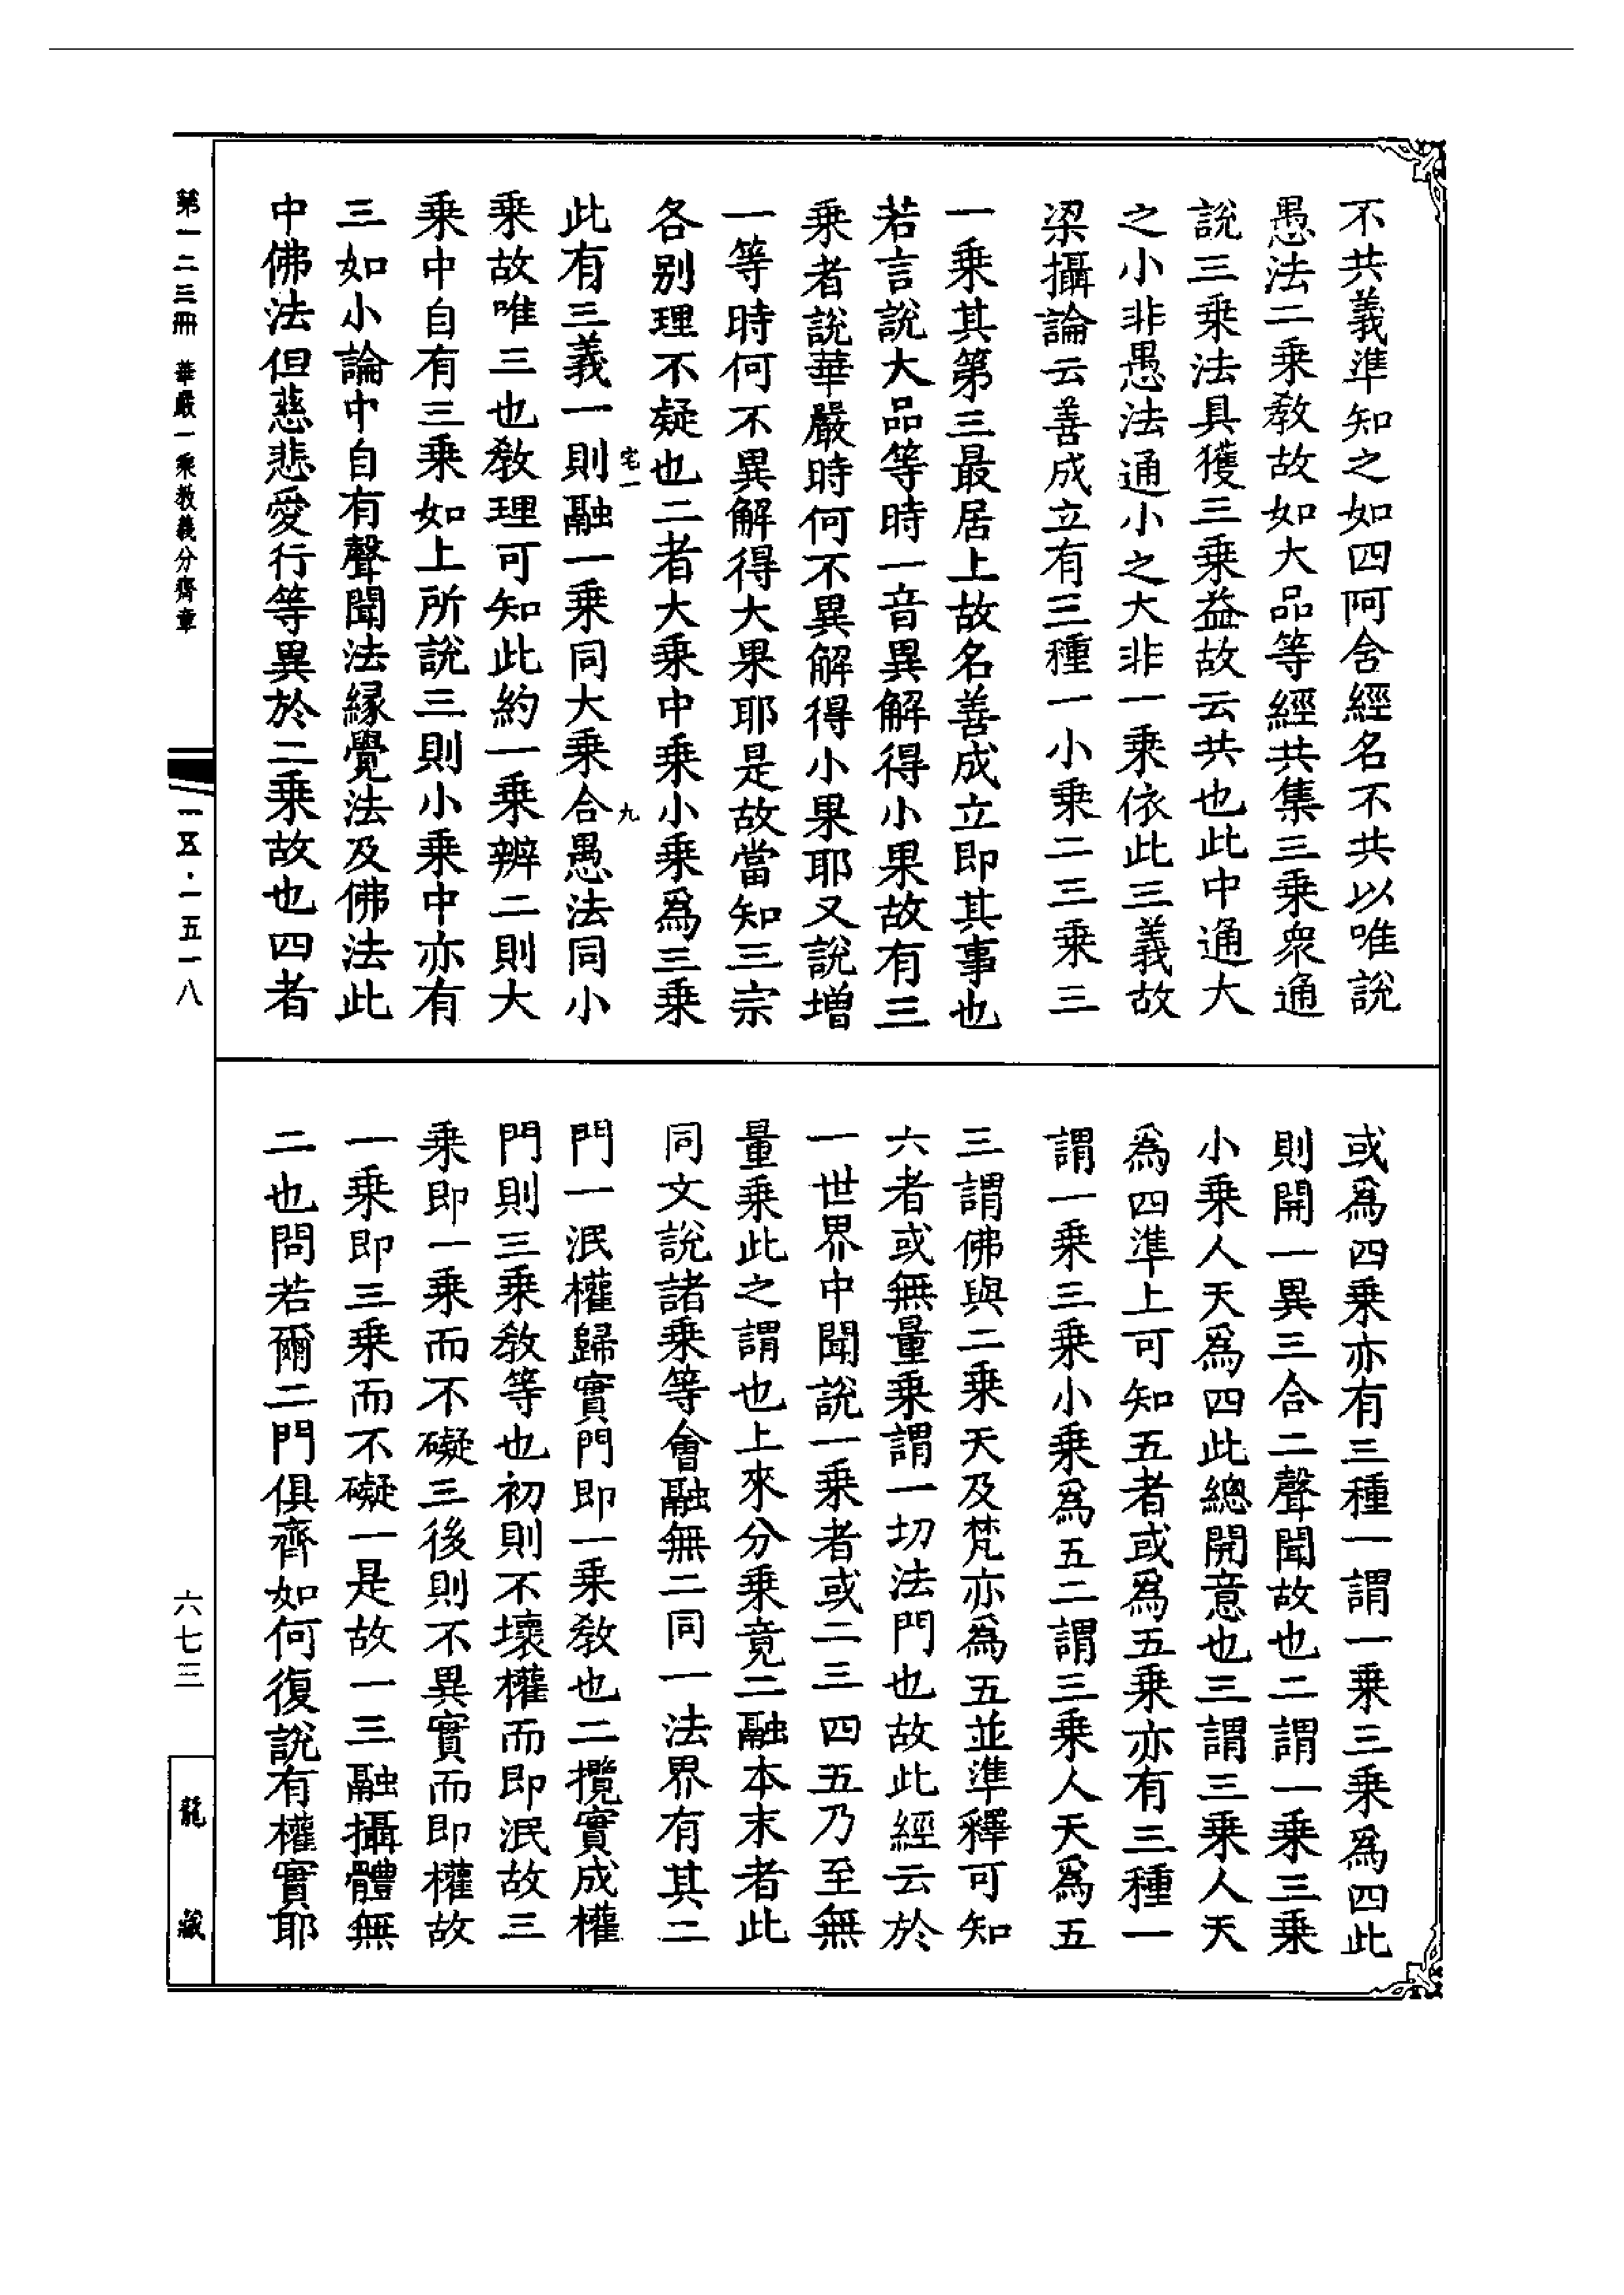 不共義準知之如四阿含經名不共以唯說
愚法二乘教故如大品等經共集三乘衆通
說三乘法具獲三乘益故云共也此中通大
之小非愚法通小之大非一乘依此三義故
梁攝論云善成立有三種一小乘二三乘三
一乘其第三最居上故名善成立即其事也
若言說大品等時一音異解得小果故有三
乘者說華嚴時何不異解得小果耶又說增
一等時何不異解得大果耶是故當知三宗
各別理不疑也二者大乘中乘小乘爲三乘
宅一
九
此有三義一則融一乘同大乘合愚法同小
乘故唯三也教理可知此約一乘辨二則大
乘中自有三乘如上所說三則小乘中亦有
三如小論中自有聲聞法緣覺法及佛法此
中佛法但慈悲愛行等異於二乘故也四者
或爲四乘亦有三種一謂一乘三乘爲四此
則開一異三合二聲聞故也二謂一乘三乘
小乘人天爲四此總開意也三謂三乘人天
爲四準上可知五者或爲五乘亦有三種一
謂一乘三乘小乘爲五二謂三乘人天爲五
三謂佛與二乘天及梵亦爲五並準釋可知
六者或無量乘謂一切法門也故此經云於
一世界中聞說一乘者或二三四五乃至無
量乘此之謂也上來分乘竟二融本末者此
同文說諸乘等會融無二同一法界有其二
門一泯權歸實門即一乘教也二攬實成權
門則三乘教等也初則不壞權而即泯故三
乘即一乘而不礙三後則不異實而即權故
一乘即三乘而不礙一是故一三融攝體無
二也問若爾二門俱齊如何復說有權實耶
第一二三冊 華嚴一乘教義分齊章
一五·一五一八
六七三
龍藏